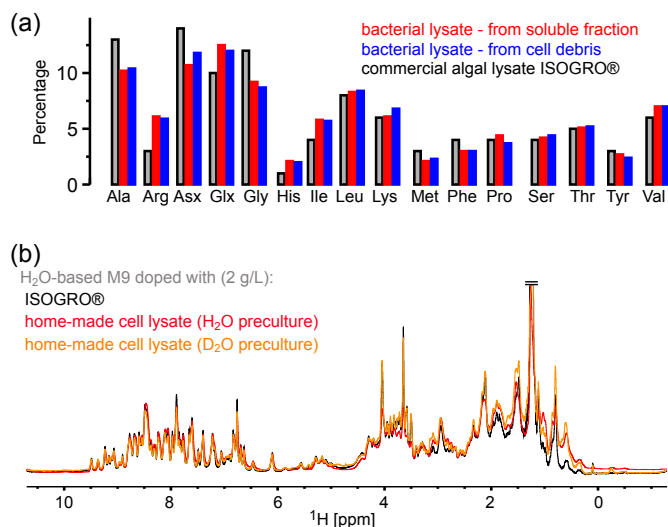 (a)
bacterial lysate - from soluble fraction
bacterial lysate - from cell debris
commercial algal lysate ISOGRO®
Percentage
10
5
0
Ala Arg Asx Glx Gly His Ile Leu Lys Met Phe Pro Ser Thr Tyr Val
(b)
H₂O-based M9 doped with (2 g/L):
ISOGRO®
home-made cell lysate (H₂O preculture)
home-made cell lysate (D₂O preculture)
10 8 6 4 2 0
¹H [ppm]